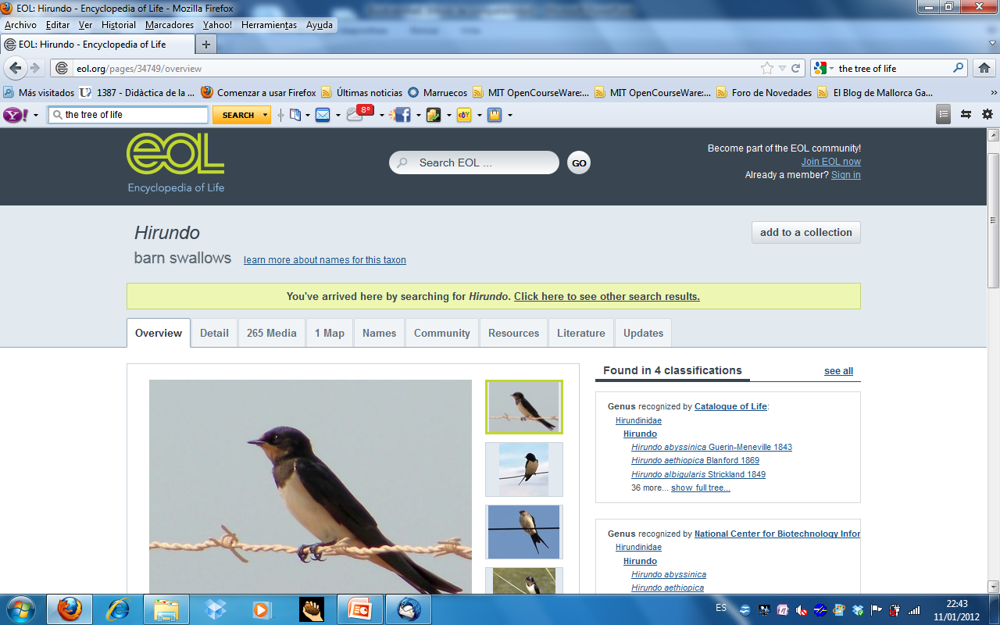 EOL: Hirundo - Encyclopedia of Life - Mozilla Firefox
Archivo Editar Ver Historial Marcadores Yahoo! Herramientas Ayuda
EOL: Hirundo - Encyclopedia of Life
eol.org/pages/34749/overview
the tree of life
Más visitados
1387 - Didàctica de la ...
Comenzar a usar Firefox
Últimas noticias
Marruecos
MIT OpenCourseWare:...
MIT OpenCourseWare:...
Foro de Novedades
El Blog de Mallorca Ga...
the tree of life
SEARCH
8°
eol
Encyclopedia of Life
Search EOL ...
GO
Become part of the EOL community!
Join EOL now
Already a member? Sign in
Hirundo
add to a collection
barn swallows
learn more about names for this taxon
You've arrived here by searching for Hirundo. Click here to see other search results.
Overview Detail 265 Media 1 Map Names Community Resources Literature Updates
Found in 4 classifications
see all
Genus recognized by Catalogue of Life:
Hirundinidae
Hirundo
Hirundo abyssinica Guerin-Meneville 1843
Hirundo aethiopica Blanford 1869
Hirundo albigularis Strickland 1849
36 more... show full tree...
Genus recognized by National Center for Biotechnology Infor
Hirundinidae
Hirundo
Hirundo abyssinica
Hirundo aethiopica
ES
22:43
11/01/2012